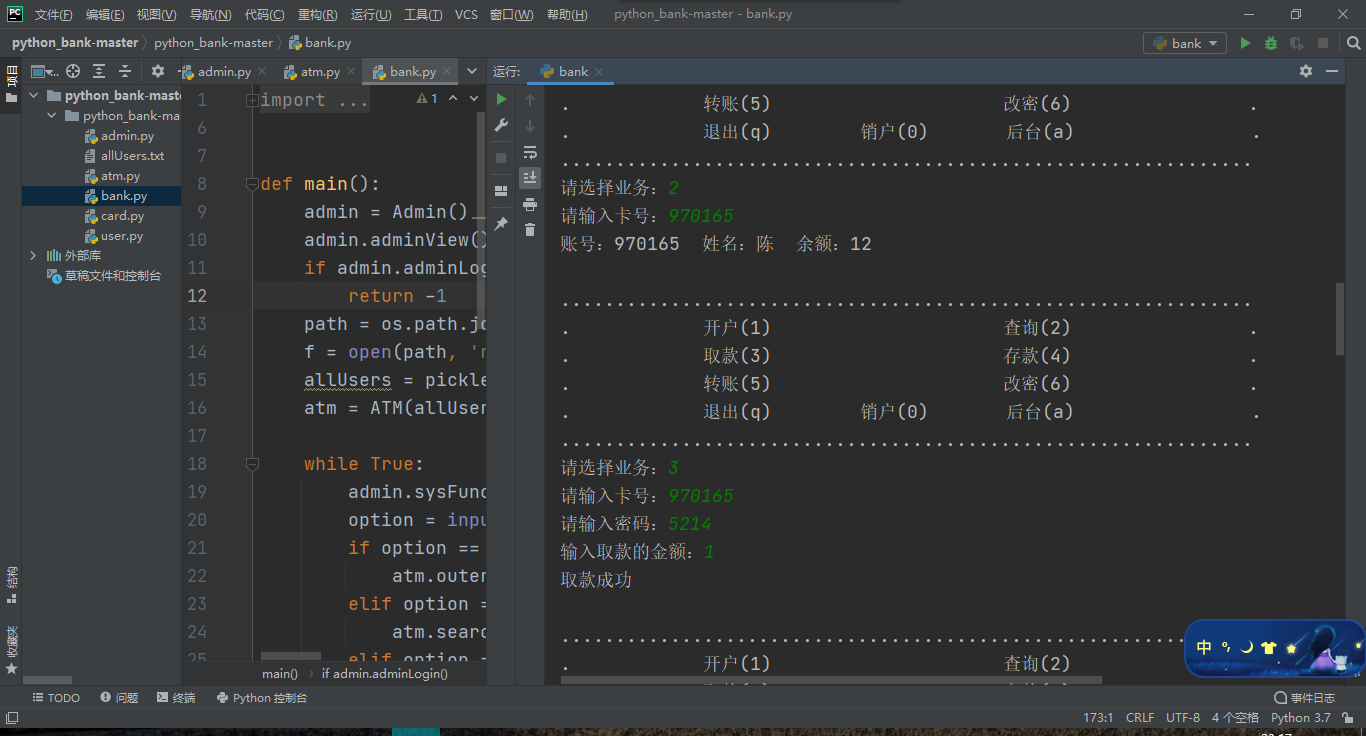 PC 文件(F) 编辑(E) 视图(V) 导航(N) 代码(C) 重构(R) 运行(U) 工具(T) VCS 窗口(W) 帮助(H) python_bank-master - bank.py
python_bank-master python_bank-master bank.py bank
项目 admin.py atm.py bank.py 运行: bank
python_bank-maste
python_bank-ma
admin.py
allUsers.txt
atm.py
bank.py
card.py
user.py
外部库
草稿文件和控制台
1
1 import ...
6
7
8 def main():
9 admin = Admin()
10 admin.adminView()
11 if admin.adminLog
12 return -1
13 path = os.path.jo
14 f = open(path, 'r
15 allUsers = pickle
16 atm = ATM(allUser
17
18 while True:
19 admin.sysFunc
20 option = inpu
21 if option ==
22 atm.outer
23 elif option =
24 atm.searc
25 elif option =
main() if admin.adminLogin()
. 转账(5) 改密(6) .
. 退出(q) 销户(0) 后台(a) .
...............................................................
请选择业务：2
请输入卡号：970165
账号：970165 姓名：陈 余额：12
...............................................................
. 开户(1) 查询(2) .
. 取款(3) 存款(4) .
. 转账(5) 改密(6) .
. 退出(q) 销户(0) 后台(a) .
...............................................................
请选择业务：3
请输入卡号：970165
请输入密码：5214
输入取款的金额：1
取款成功
.........................................................
. 开户(1) 查询(2)
中
结构
收藏夹
TODO 问题 终端 Python 控制台 事件日志
173:1 CRLF UTF-8 4 个空格 Python 3.7